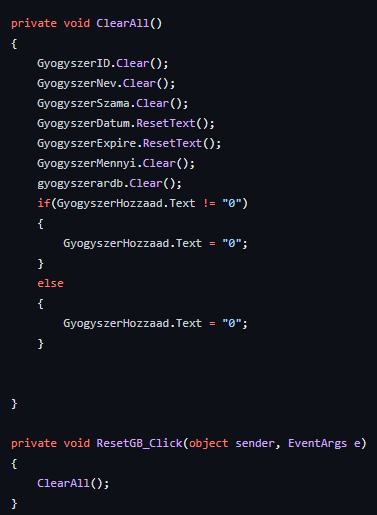 private void ClearAll()
{
    GyogyszerID.Clear();
    GyogyszerNev.Clear();
    GyogyszerSzama.Clear();
    GyogyszerDatum.ResetText();
    GyogyszerExpire.ResetText();
    GyogyszerMennyi.Clear();
    gyogyszerardb.Clear();
    if(GyogyszerHozzaad.Text != "0")
    {
        GyogyszerHozzaad.Text = "0";
    }
    else
    {
        GyogyszerHozzaad.Text = "0";
    }
}
private void ResetGB_Click(object sender, EventArgs e)
{
    ClearAll();
}